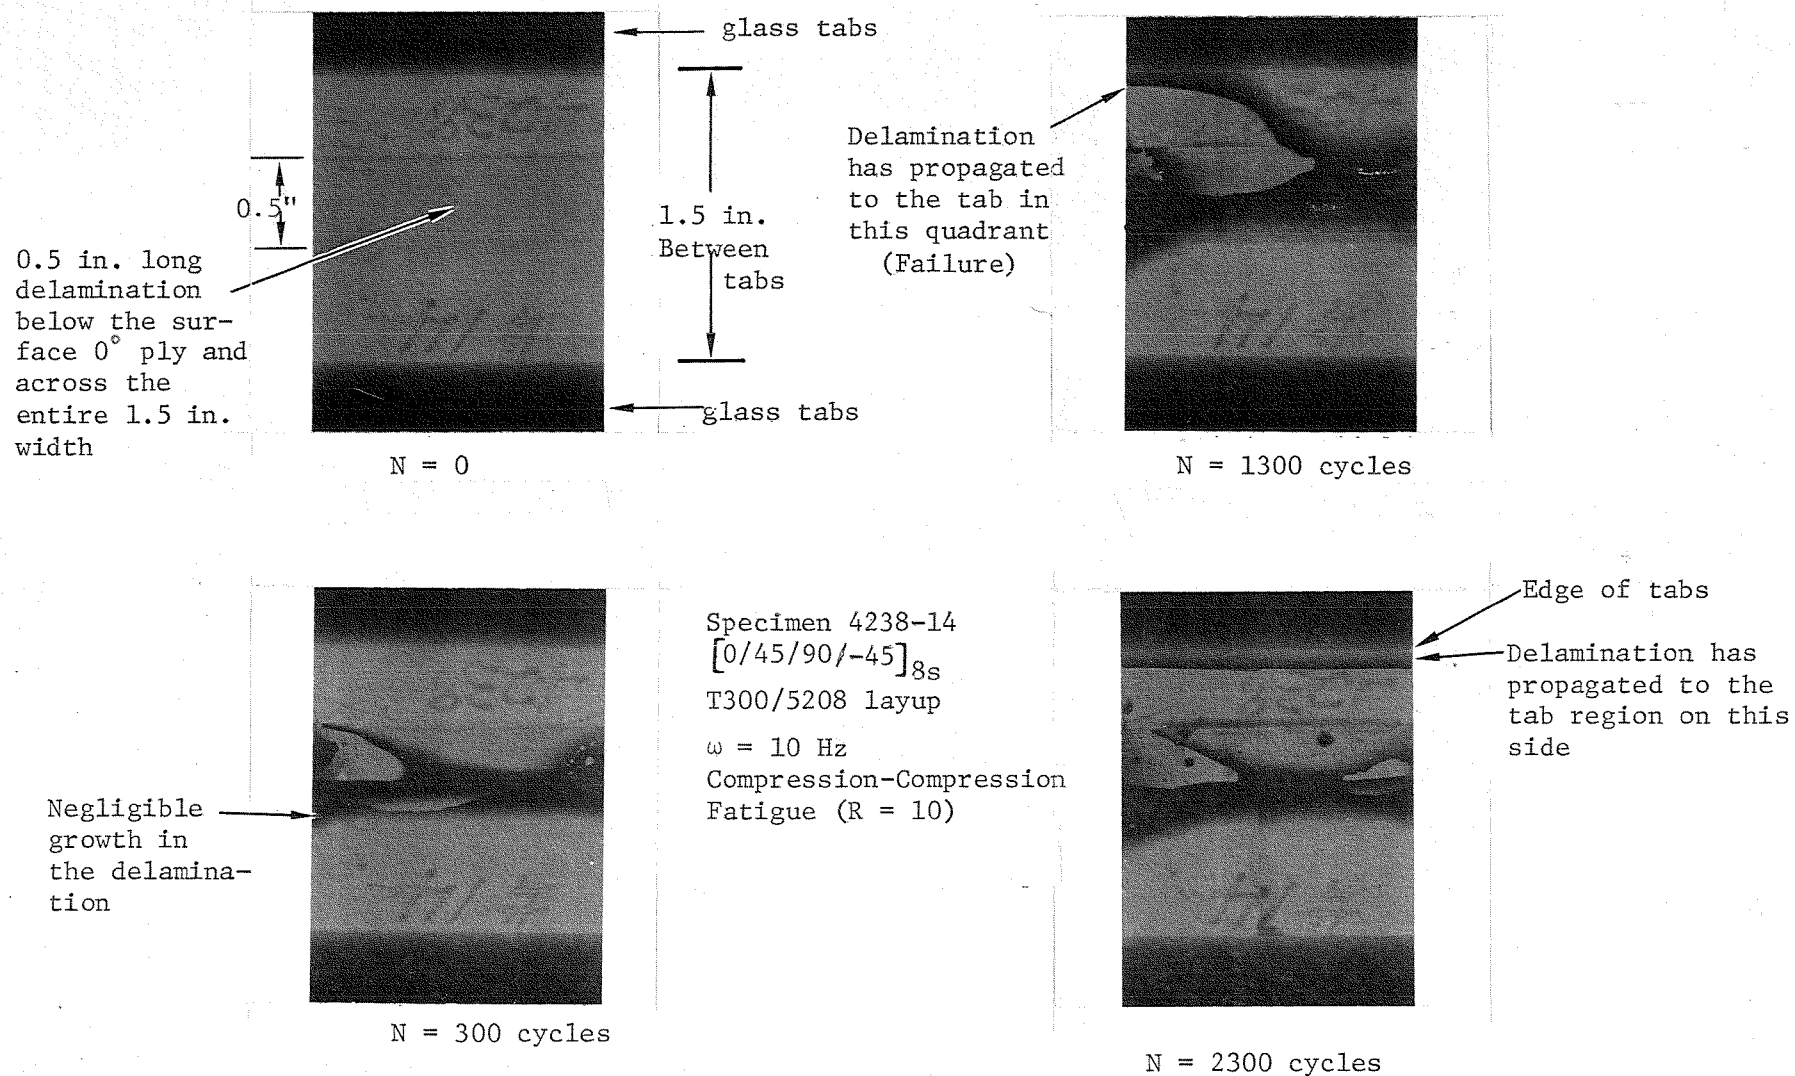 glass tabs
0.5"
1.5 in.
Between
tabs
0.5 in. long
delamination
below the sur-
face 0° ply and
across the
entire 1.5 in.
width
glass tabs
N = 0
Delamination
has propagated
to the tab in
this quadrant
(Failure)
N = 1300 cycles
Negligible
growth in
the delamina-
tion
N = 300 cycles
Specimen 4238-14
[0/45/90/-45]8s
T300/5208 layup
ω = 10 Hz
Compression-Compression
Fatigue (R = 10)
Edge of tabs
Delamination has
propagated to the
tab region on this
side
N = 2300 cycles